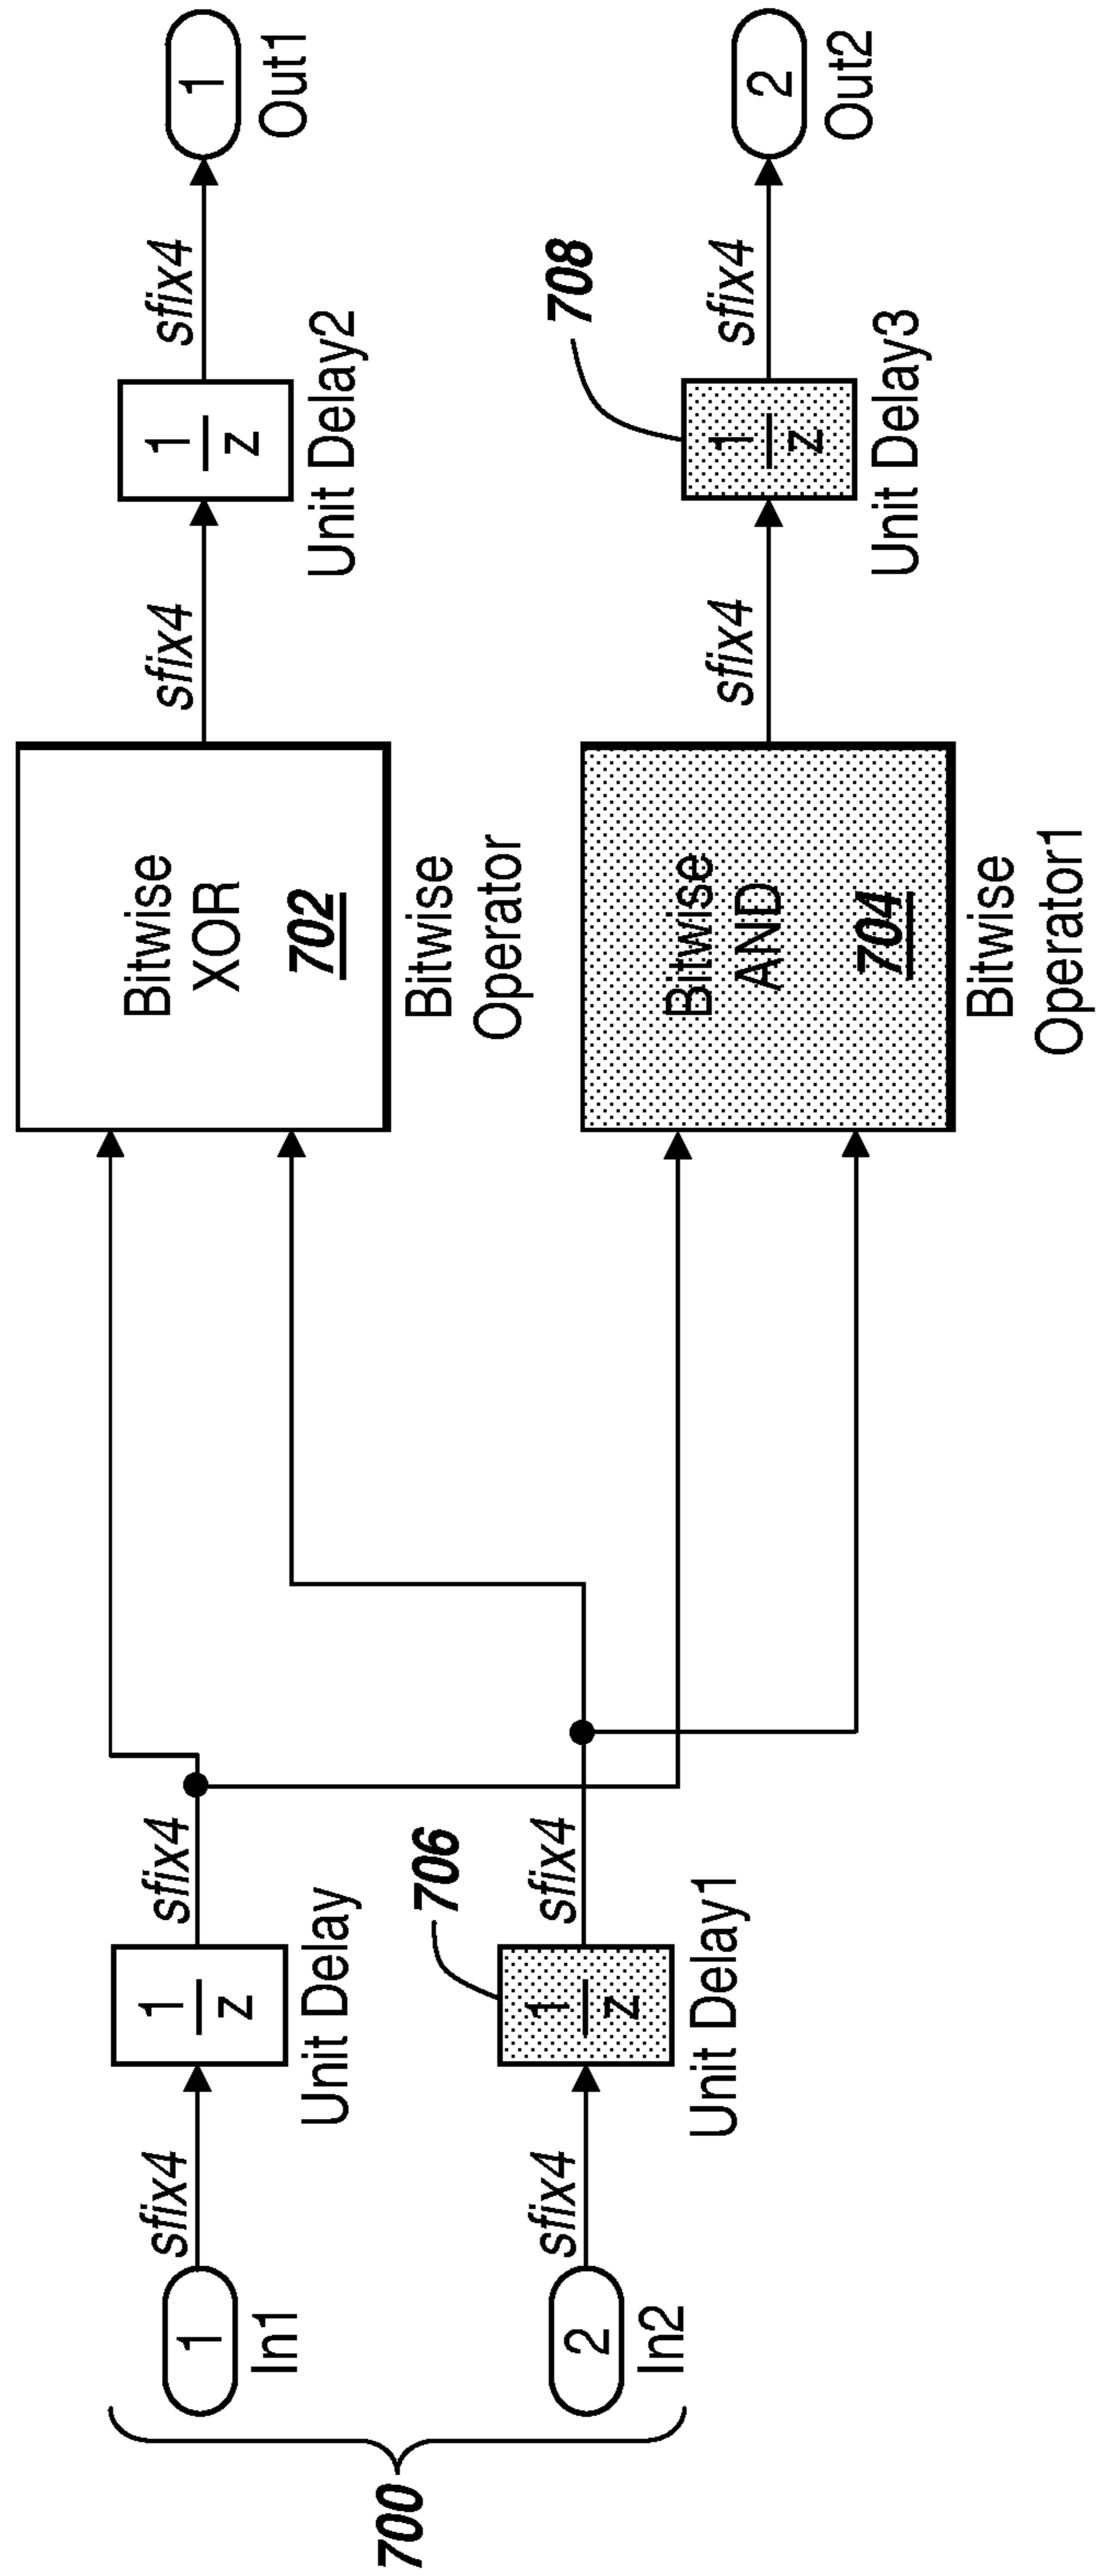 700
1
In1
sfix4
1
z
Unit Delay
sfix4
Bitwise
XOR
702
Bitwise
Operator
sfix4
1
z
Unit Delay2
sfix4
1
Out1
2
In2
sfix4
706
1
z
Unit Delay1
sfix4
Bitwise
AND
704
Bitwise
Operator1
sfix4
708
1
z
Unit Delay3
sfix4
2
Out2